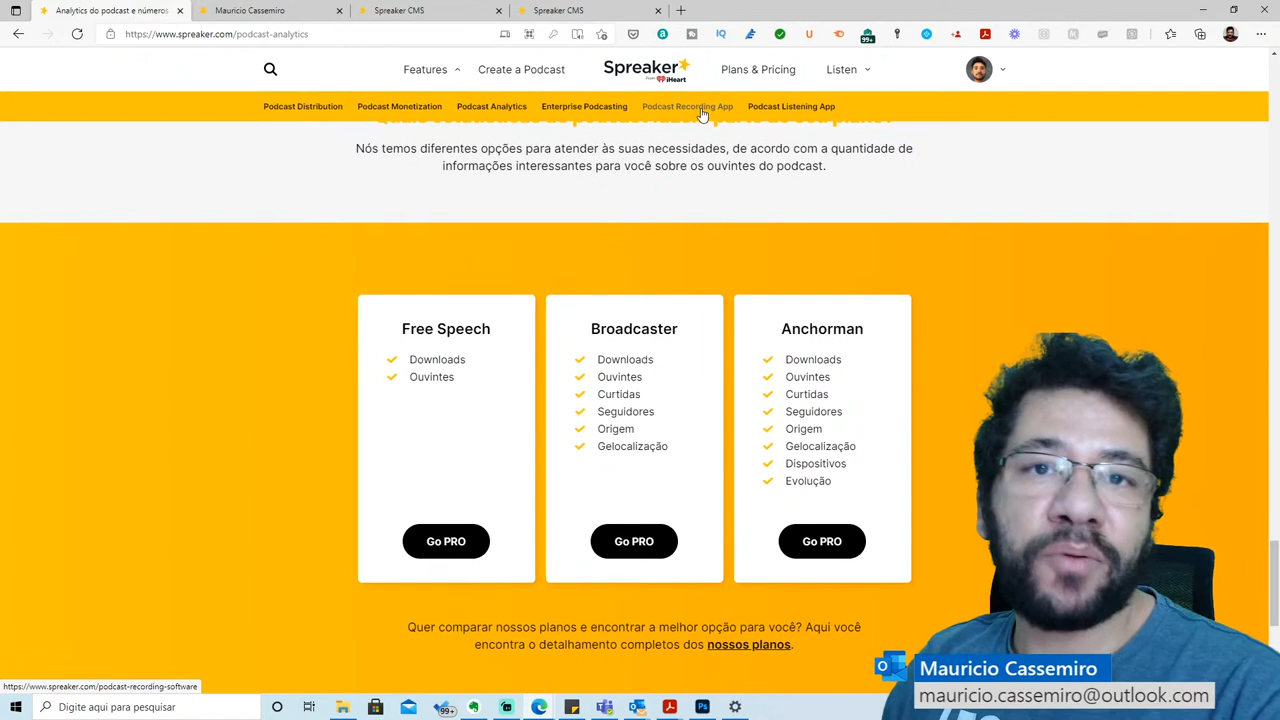 Analytics do podcast e números
Mauricio Cassemiro
Spreaker CMS
Spreaker CMS
https://www.spreaker.com/podcast-analytics
99+
Features
Create a Podcast
Spreaker
From iHeart
Plans & Pricing
Listen
Podcast Distribution
Podcast Monetization
Podcast Analytics
Enterprise Podcasting
Podcast Recording App
Podcast Listening App
Nós temos diferentes opções para atender às suas necessidades, de acordo com a quantidade de
informações interessantes para você sobre os ouvintes do podcast.
Free Speech
Downloads
Ouvintes
Go PRO
Broadcaster
Downloads
Ouvintes
Curtidas
Seguidores
Origem
Gelocalização
Go PRO
Anchorman
Downloads
Ouvintes
Curtidas
Seguidores
Origem
Gelocalização
Dispositivos
Evolução
Go PRO
Quer comparar nossos planos e encontrar a melhor opção para você? Aqui você
encontra o detalhamento completos dos nossos planos.
Mauricio Cassemiro
mauricio.cassemiro@outlook.com
https://www.spreaker.com/podcast-recording-software
Digite aqui para pesquisar
99+